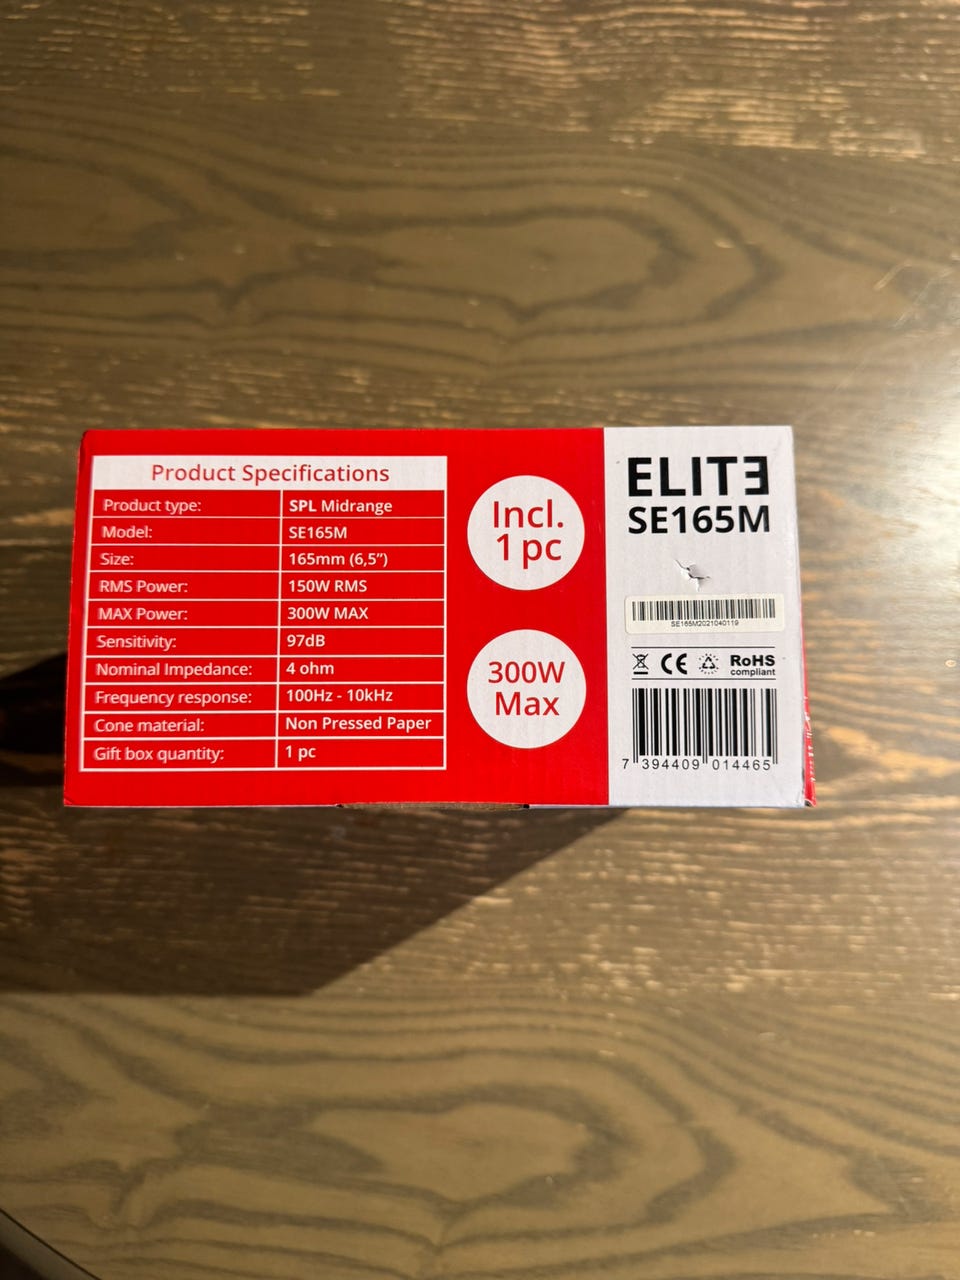 Product Specifications
Product type: SPL Midrange
Model: SE165M
Size: 165mm (6,5”)
RMS Power: 150W RMS
MAX Power: 300W MAX
Sensitivity: 97dB
Nominal Impedance: 4 ohm
Frequency response: 100Hz - 10kHz
Cone material: Non Pressed Paper
Gift box quantity: 1 pc
Incl.
1 pc
300W
Max
ELITƎ
SE165M
SE165M2021040119
CE RoHS
compliant
7 394409 014465